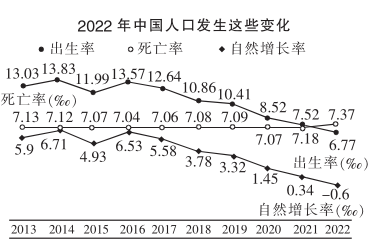 2022 年中国人口发生这些变化
出生率 死亡率 自然增长率
13.03 13.83 11.99 13.57 12.64 10.86 10.41 8.52 7.52 6.77
死亡率(‰)
7.13 7.12 7.07 7.04 7.06 7.08 7.09 7.07 7.18 7.37
5.9 6.71 4.93 6.53 5.58 3.78 3.32 1.45 0.34 -0.6
出生率(‰)
自然增长率(‰)
2013 2014 2015 2016 2017 2018 2019 2020 2021 2022